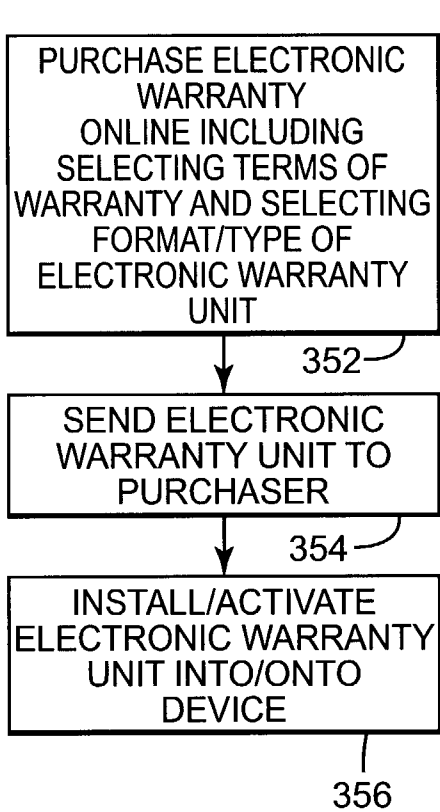 PURCHASE ELECTRONIC
WARRANTY
ONLINE INCLUDING
SELECTING TERMS OF
WARRANTY AND SELECTING
FORMAT/TYPE OF
ELECTRONIC WARRANTY
UNIT
352
SEND ELECTRONIC
WARRANTY UNIT TO
PURCHASER
354
INSTALL/ACTIVATE
ELECTRONIC WARRANTY
UNIT INTO/ONTO
DEVICE
356